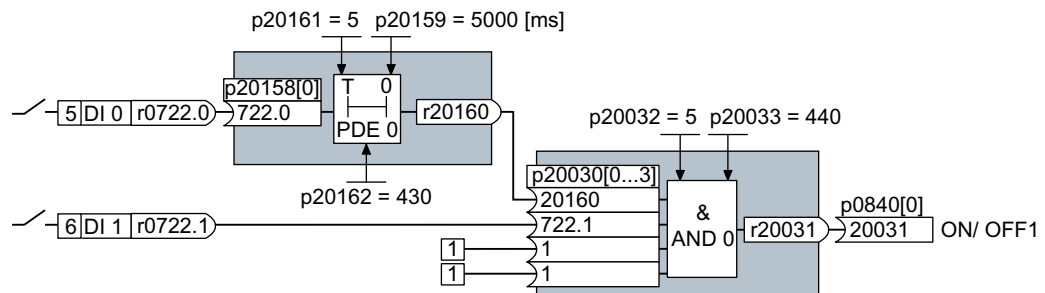 p20161 = 5 p20159 = 5000 [ms]
p20158[0] T 0
5 DI 0 r0722.0 722.0 r20160
PDE 0
p20032 = 5 p20033 = 440
p20162 = 430
p20030[0...3]
20160 p0840[0]
6 DI 1 r0722.1 722.1 & r20031 20031 ON/ OFF1
AND 0
1 1
1 1